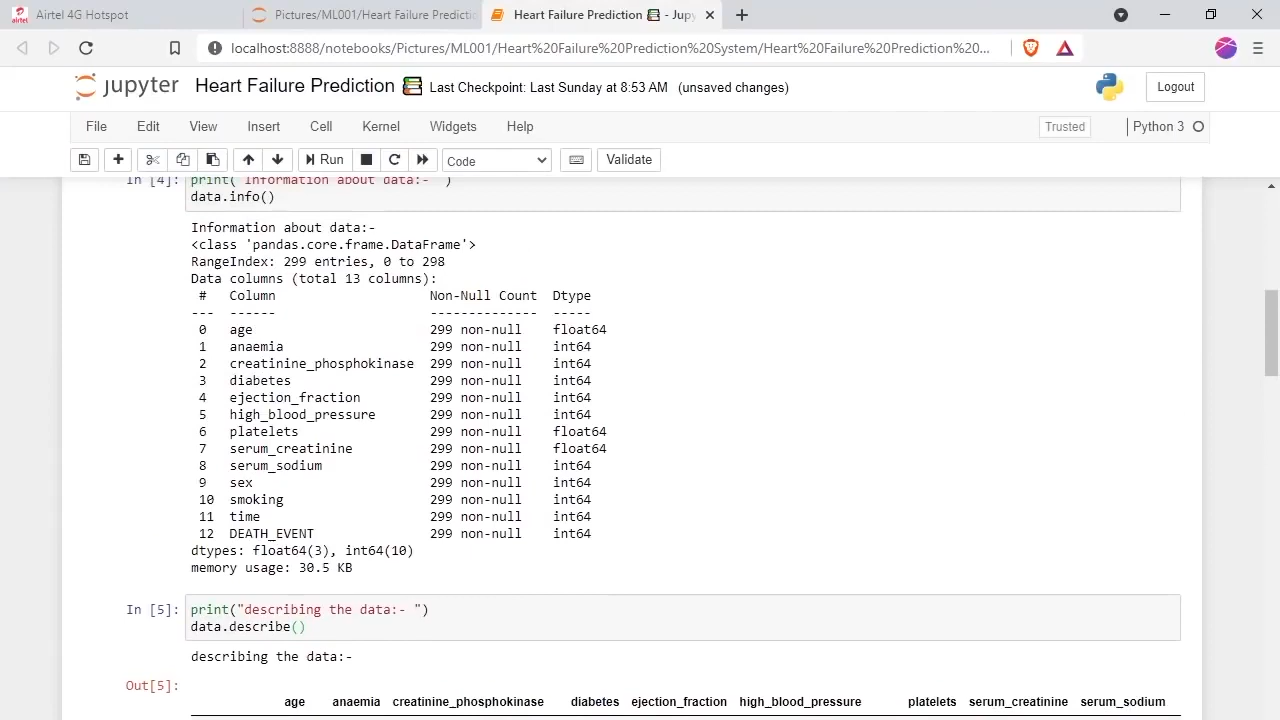 Airtel 4G Hotspot
Pictures/ML001/Heart Failure Predictic
Heart Failure Prediction - Jupy
localhost:8888/notebooks/Pictures/ML001/Heart%20Failure%20Prediction%20System/Heart%20Failure%20Prediction%20...
jupyter Heart Failure Prediction Last Checkpoint: Last Sunday at 8:53 AM (unsaved changes)
Logout
File Edit View Insert Cell Kernel Widgets Help
Trusted
Python 3
Run Code Validate
In [4]: print("Information about data:- ")
data.info()
Information about data:-
<class 'pandas.core.frame.DataFrame'>
RangeIndex: 299 entries, 0 to 298
Data columns (total 13 columns):
# Column Non-Null Count Dtype
--- ------ -------------- -----
0 age 299 non-null float64
1 anaemia 299 non-null int64
2 creatinine_phosphokinase 299 non-null int64
3 diabetes 299 non-null int64
4 ejection_fraction 299 non-null int64
5 high_blood_pressure 299 non-null int64
6 platelets 299 non-null float64
7 serum_creatinine 299 non-null float64
8 serum_sodium 299 non-null int64
9 sex 299 non-null int64
10 smoking 299 non-null int64
11 time 299 non-null int64
12 DEATH_EVENT 299 non-null int64
dtypes: float64(3), int64(10)
memory usage: 30.5 KB
In [5]: print("describing the data:- ")
data.describe()
describing the data:-
Out[5]:
age anaemia creatinine_phosphokinase diabetes ejection_fraction high_blood_pressure platelets serum_creatinine serum_sodium